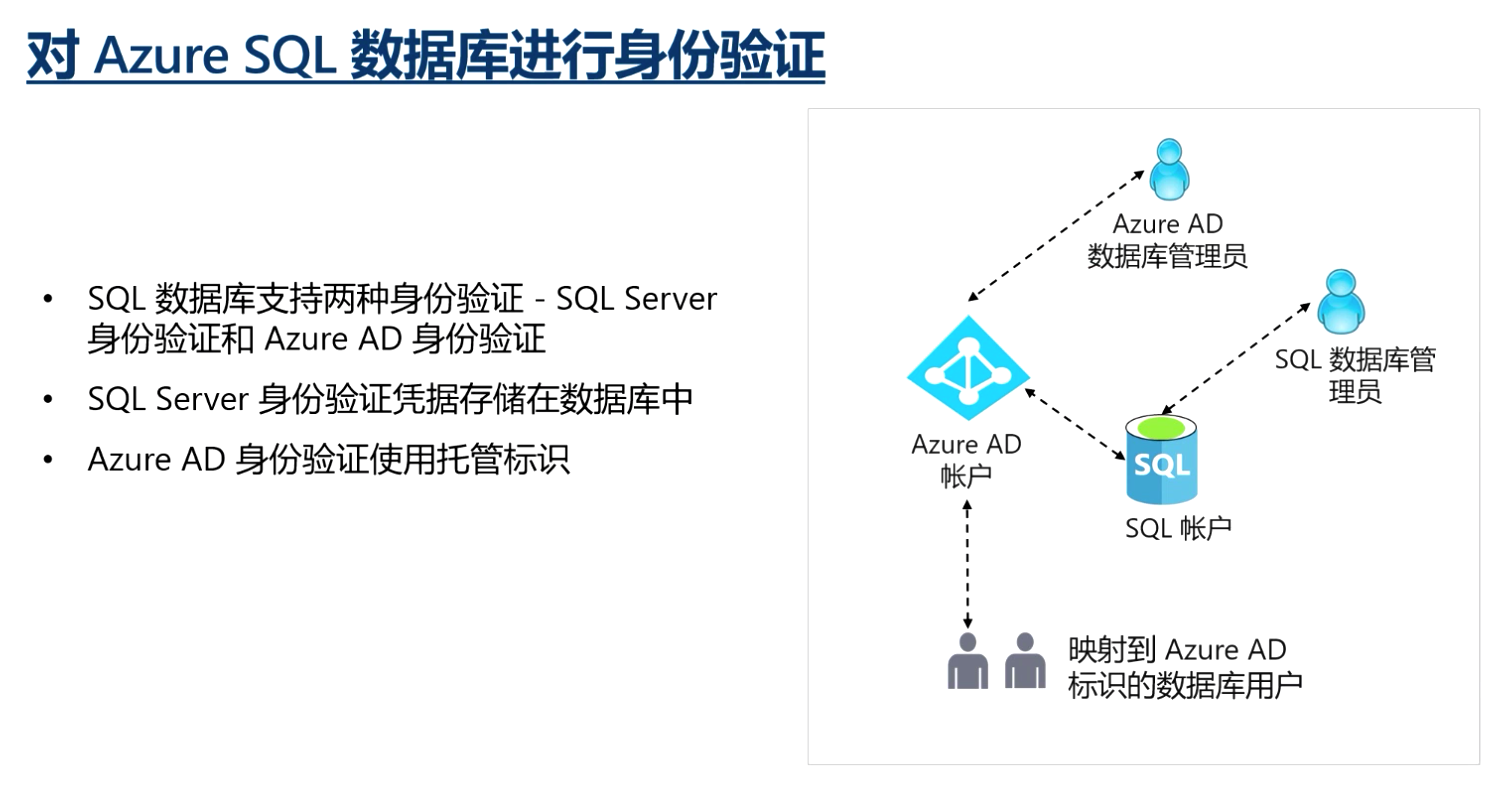 对 Azure SQL 数据库进行身份验证
• SQL 数据库支持两种身份验证 - SQL Server
身份验证和 Azure AD 身份验证
• SQL Server 身份验证凭据存储在数据库中
• Azure AD 身份验证使用托管标识
Azure AD
数据库管理员
SQL 数据库管
理员
Azure AD
帐户
SQL
SQL 帐户
映射到 Azure AD
标识的数据库用户